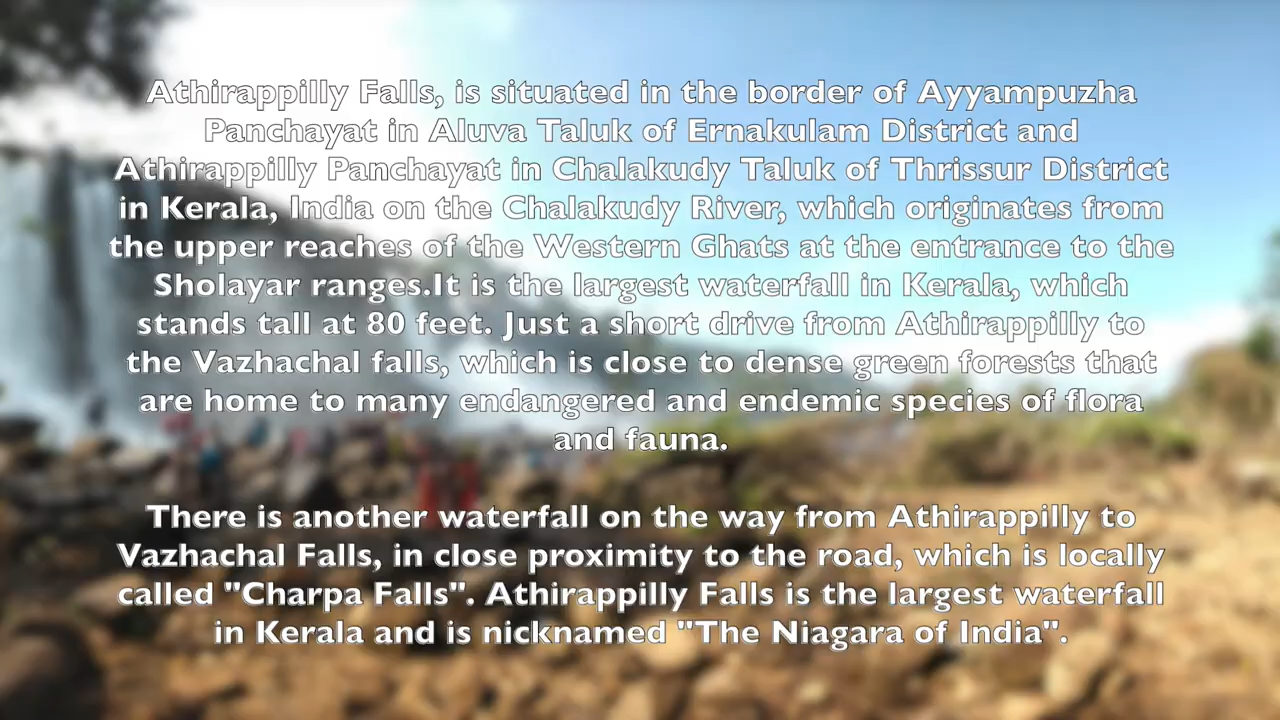 Athirappilly Falls, is situated in the border of Ayyampuzha
Panchayat in Aluva Taluk of Ernakulam District and
Athirappilly Panchayat in Chalakudy Taluk of Thrissur District
in Kerala, India on the Chalakudy River, which originates from
the upper reaches of the Western Ghats at the entrance to the
Sholayar ranges.It is the largest waterfall in Kerala, which
stands tall at 80 feet. Just a short drive from Athirappilly to
the Vazhachal falls, which is close to dense green forests that
are home to many endangered and endemic species of flora
and fauna.

There is another waterfall on the way from Athirappilly to
Vazhachal Falls, in close proximity to the road, which is locally
called "Charpa Falls". Athirappilly Falls is the largest waterfall
in Kerala and is nicknamed "The Niagara of India".